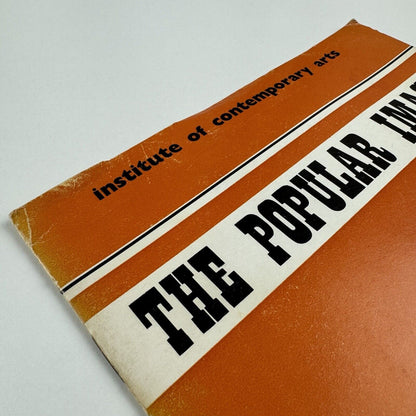 institute of contemporary arts
THE POPULAR IMA